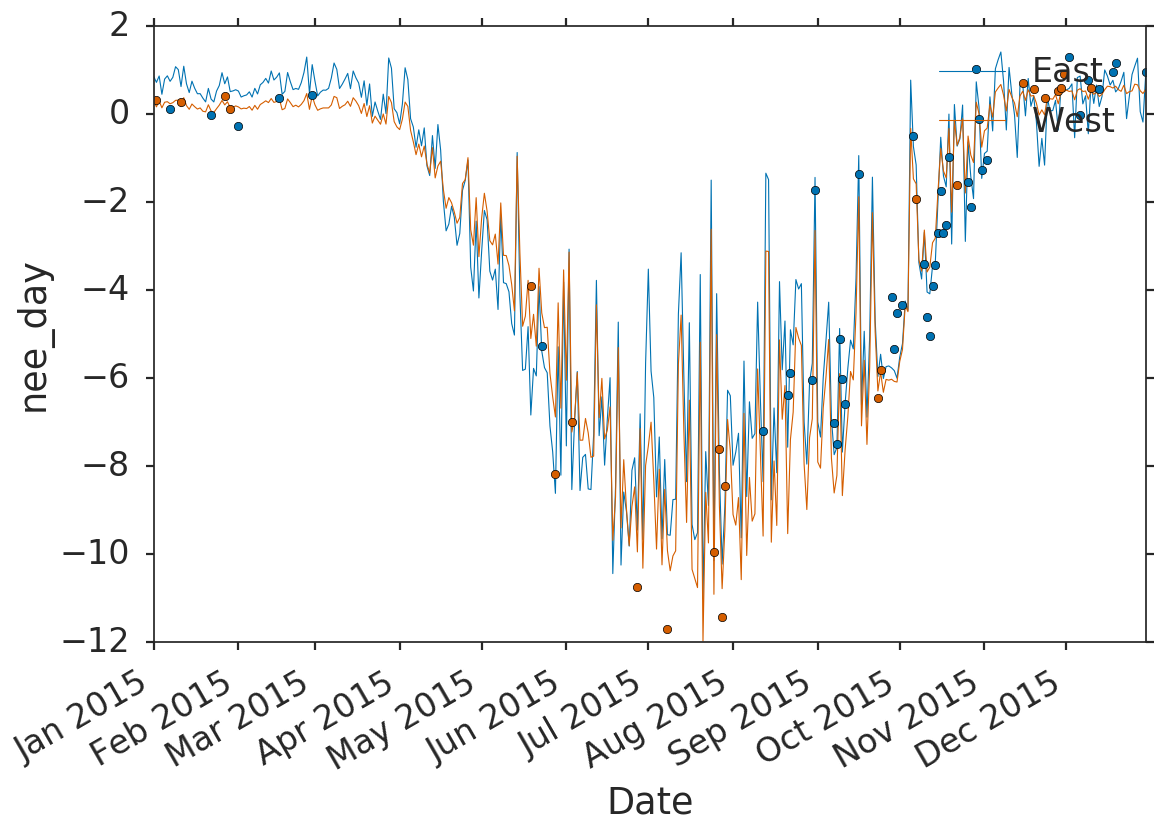 2
0
−2
−4
−6
−8
−10
−12
nee_day
East
West
Jan 2015
Feb 2015
Mar 2015
Apr 2015
May 2015
Jun 2015
Jul 2015
Aug 2015
Sep 2015
Oct 2015
Nov 2015
Dec 2015
Date